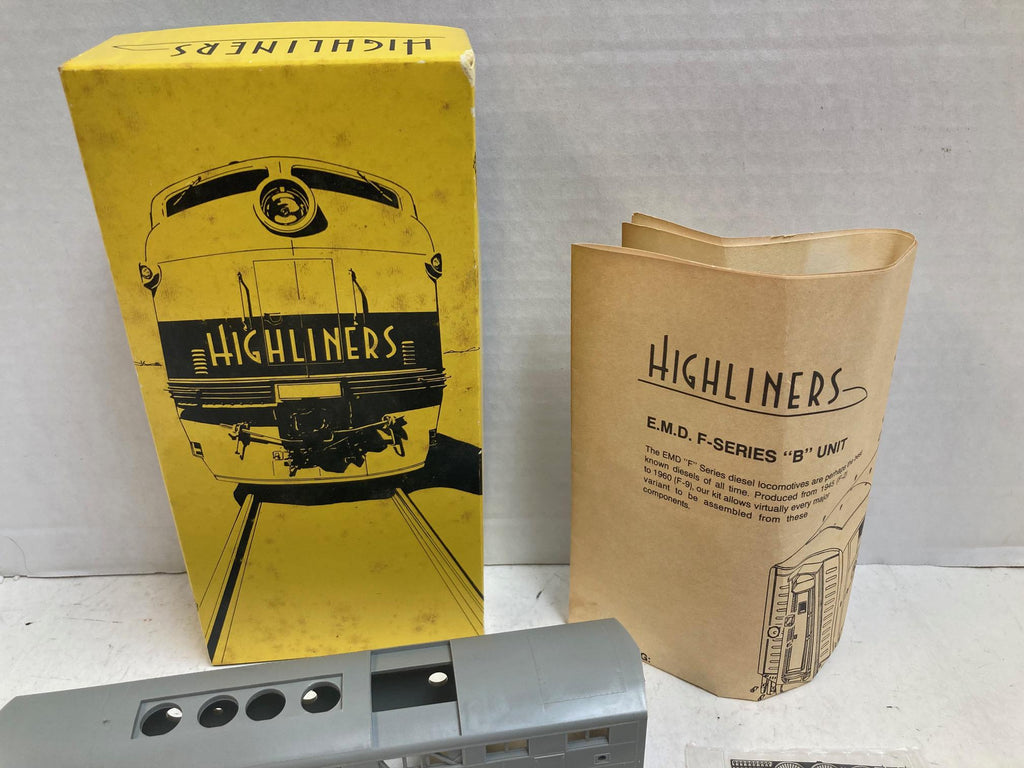 HIGHLINERS
HIGHLINERS
HIGHLINERS
E.M.D. F-SERIES "B" UNIT
The EMD "F" Series diesel locomotives are perhaps the best
known diesels of all time. Produced from 1945 (F-2)
to 1960 (F-9), our kit allows virtually every major
variant to be assembled from these
components.
G: